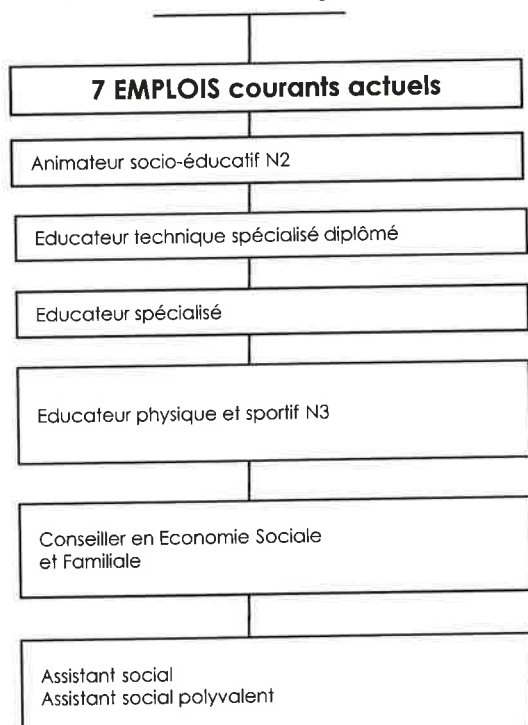 7 EMPLOIS courants actuels
Animateur socio-éducatif N2
Educateur technique spécialisé diplômé
Educateur spécialisé
Educateur physique et sportif N3
Conseiller en Economie Sociale
et Familiale
Assistant social
Assistant social polyvalent